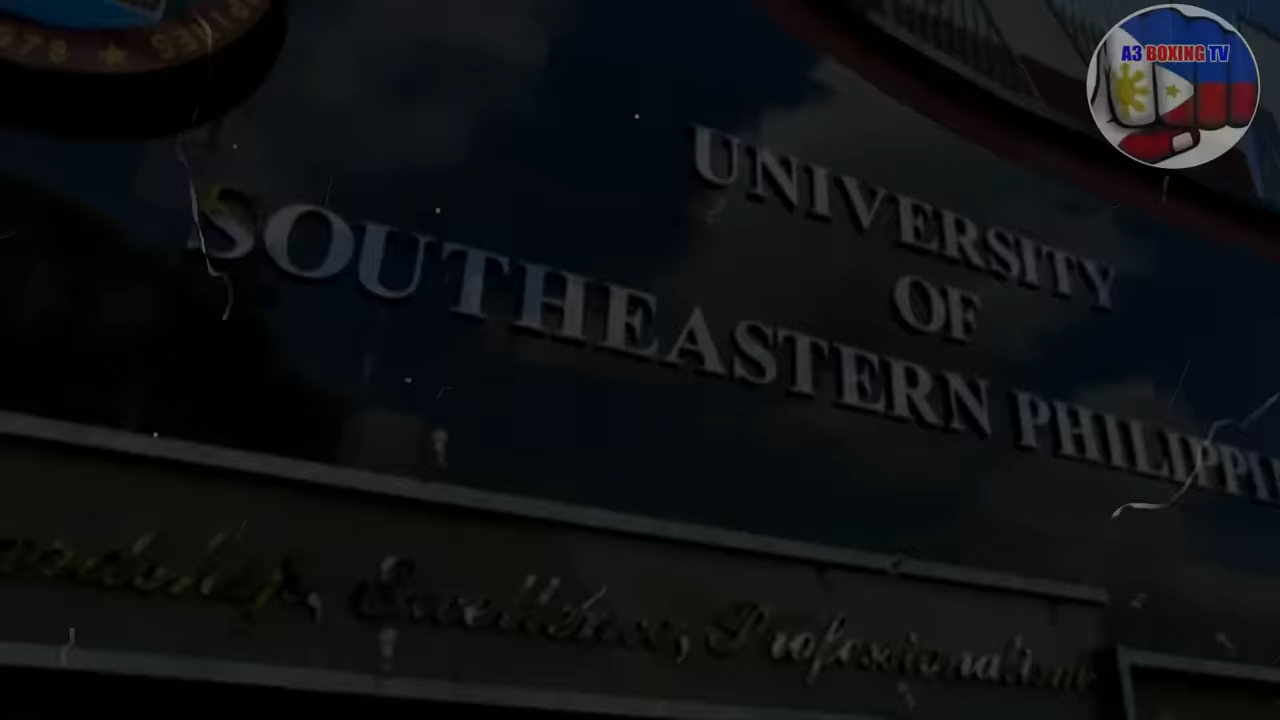 A3 BOXING TV
UNIVERSITY
OF
SOUTHEASTERN PHILIPPI
Excellence, Professionalism